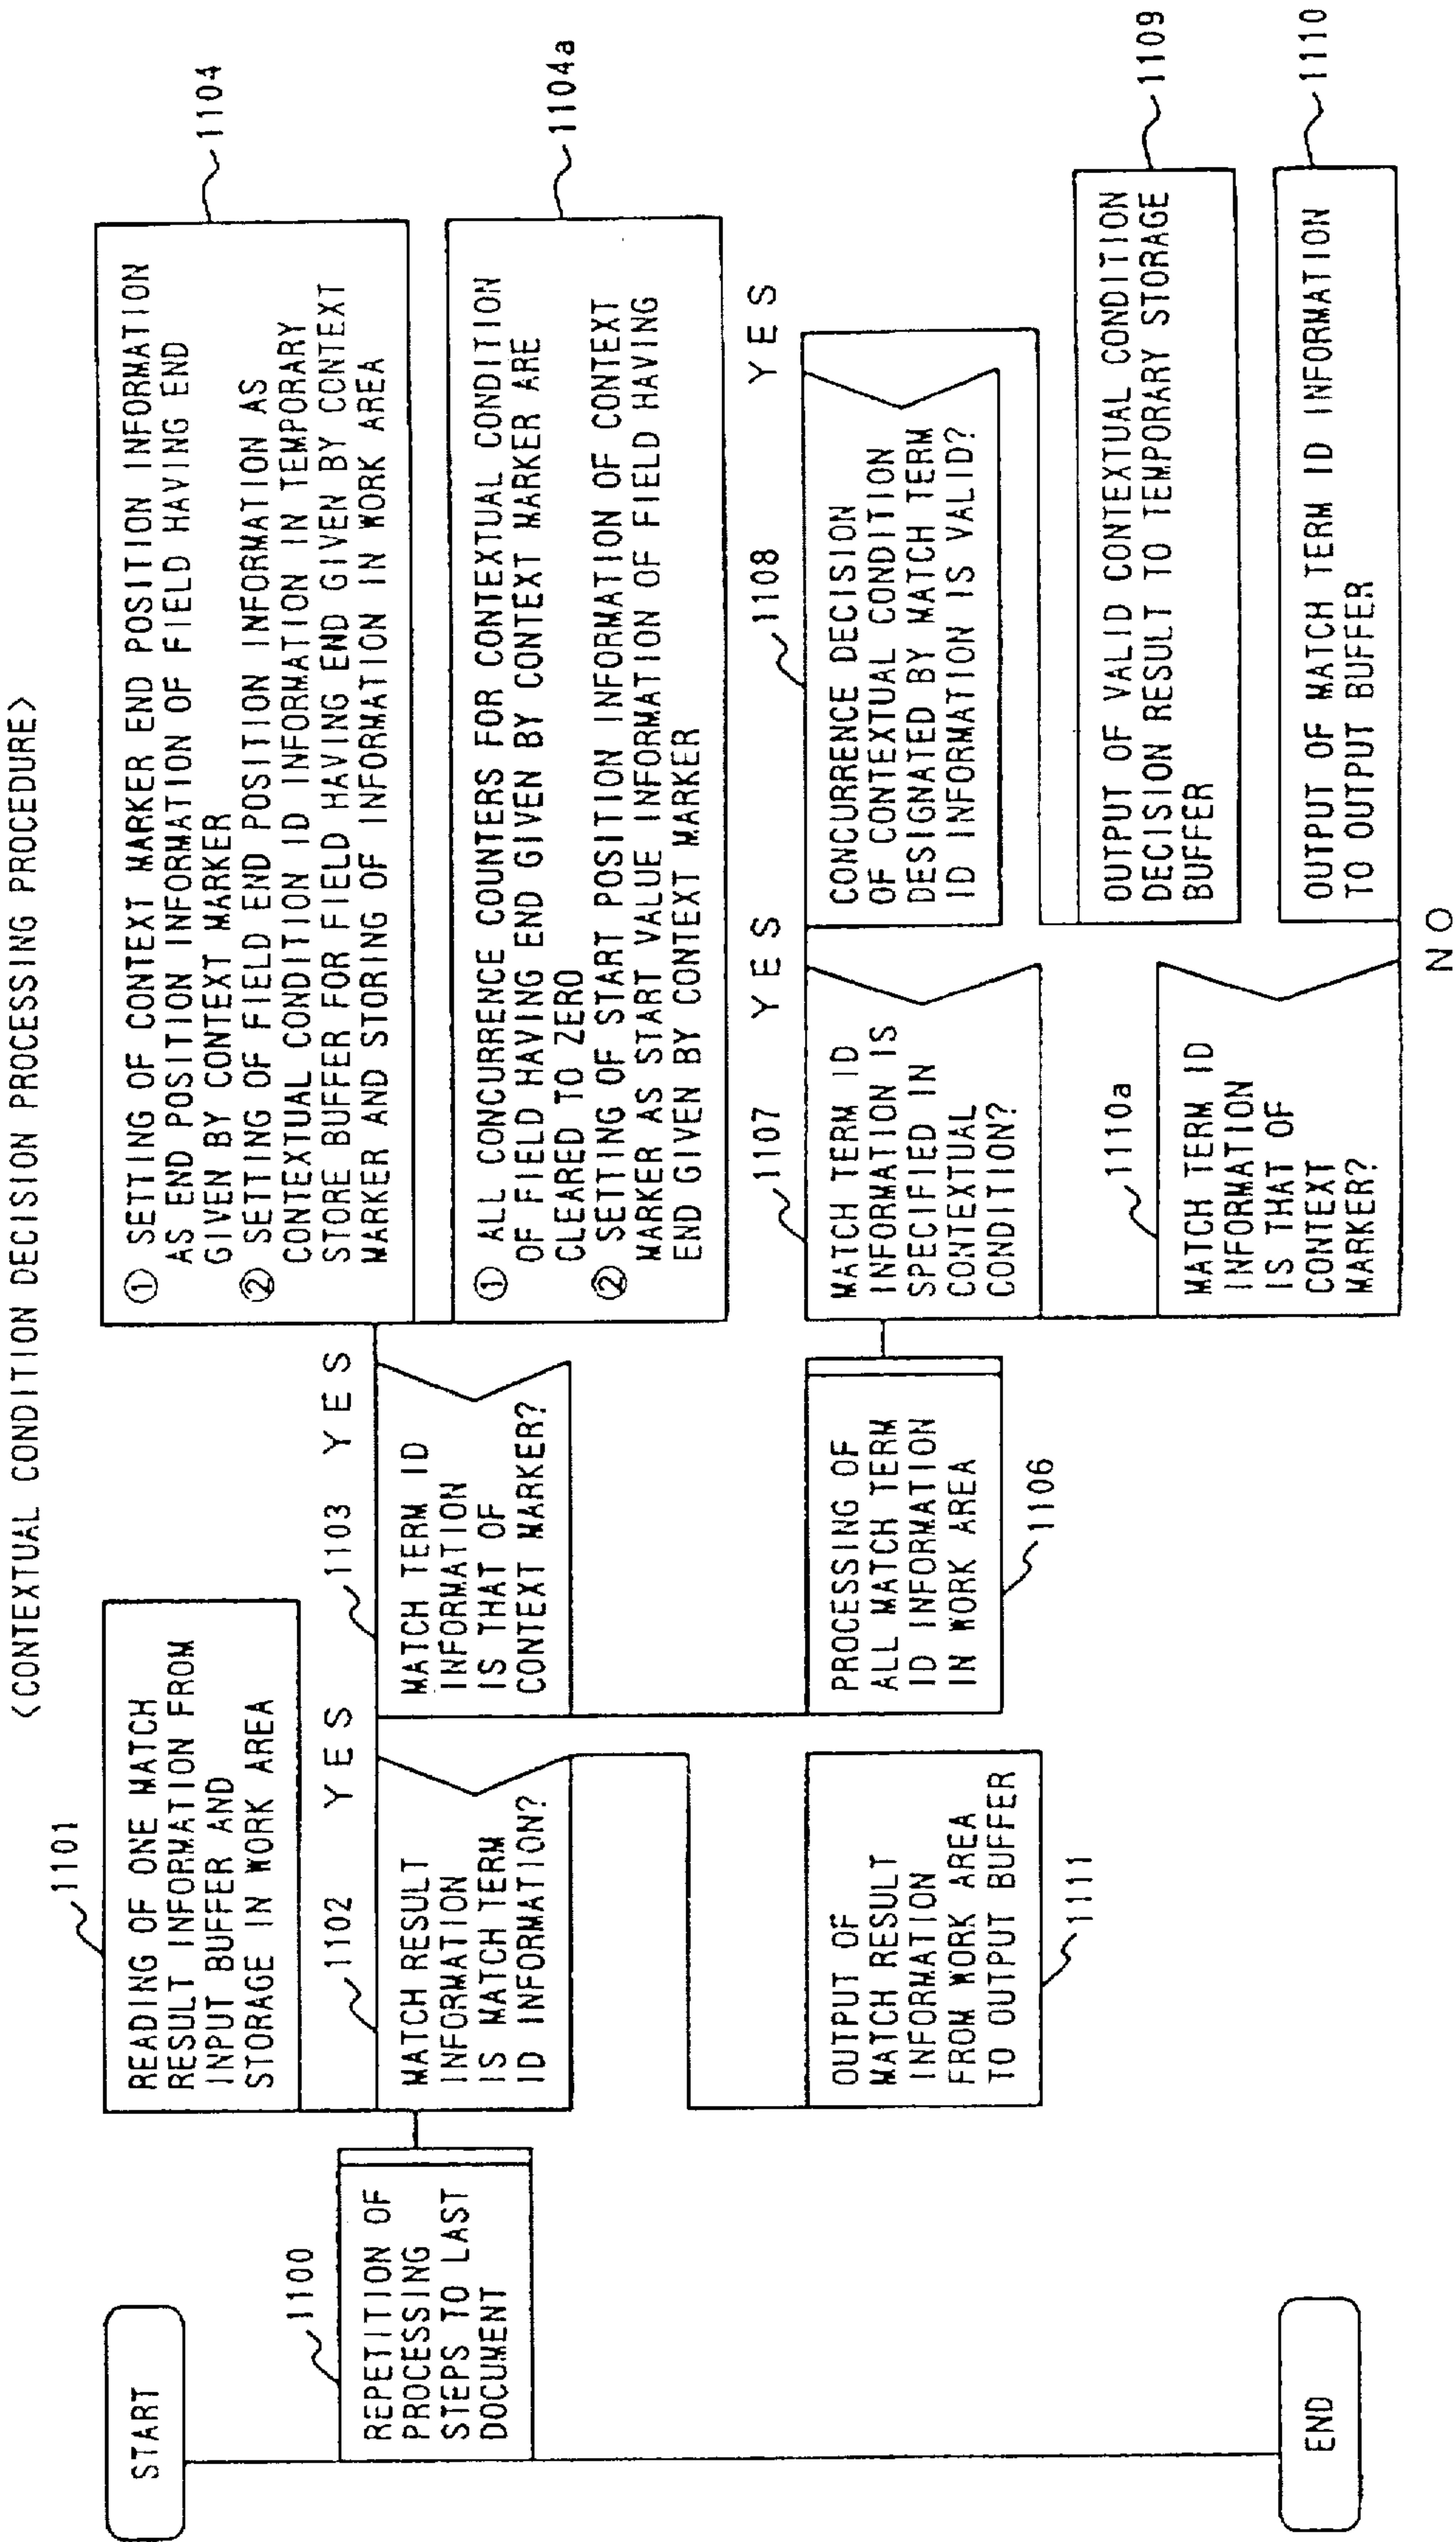 <CONTEXTUAL CONDITION DECISION PROCESSING PROCEDURE>
START
1100
REPETITION OF
PROCESSING
STEPS TO LAST
DOCUMENT
END
1101
READING OF ONE MATCH
RESULT INFORMATION FROM
INPUT BUFFER AND
STORAGE IN WORK AREA
1102
YES
MATCH RESULT
INFORMATION
IS MATCH TERM
ID INFORMATION?
OUTPUT OF
MATCH RESULT
INFORMATION
FROM WORK AREA
TO OUTPUT BUFFER
1111
1103
YES
MATCH TERM ID
INFORMATION
IS THAT OF
CONTEXT MARKER?
PROCESSING OF
ALL MATCH TERM
ID INFORMATION
IN WORK AREA
1106
① SETTING OF CONTEXT MARKER END POSITION INFORMATION
AS END POSITION INFORMATION OF FIELD HAVING END
GIVEN BY CONTEXT MARKER
② SETTING OF FIELD END POSITION INFORMATION AS
CONTEXTUAL CONDITION ID INFORMATION IN TEMPORARY
STORE BUFFER FOR FIELD HAVING END GIVEN BY CONTEXT
MARKER AND STORING OF INFORMATION IN WORK AREA
1104
① ALL CONCURRENCE COUNTERS FOR CONTEXTUAL CONDITION
OF FIELD HAVING END GIVEN BY CONTEXT MARKER ARE
CLEARED TO ZERO
② SETTING OF START POSITION INFORMATION OF CONTEXT
MARKER AS START VALUE INFORMATION OF FIELD HAVING
END GIVEN BY CONTEXT MARKER
1104a
1107
YES
MATCH TERM ID
INFORMATION IS
SPECIFIED IN
CONTEXTUAL
CONDITION?
1108
YES
CONCURRENCE DECISION
OF CONTEXTUAL CONDITION
DESIGNATED BY MATCH TERM
ID INFORMATION IS VALID?
OUTPUT OF VALID CONTEXTUAL CONDITION
DECISION RESULT TO TEMPORARY STORAGE
BUFFER
1109
1110a
MATCH TERM ID
INFORMATION
IS THAT OF
CONTEXT
MARKER?
NO
OUTPUT OF MATCH TERM ID INFORMATION
TO OUTPUT BUFFER
1110